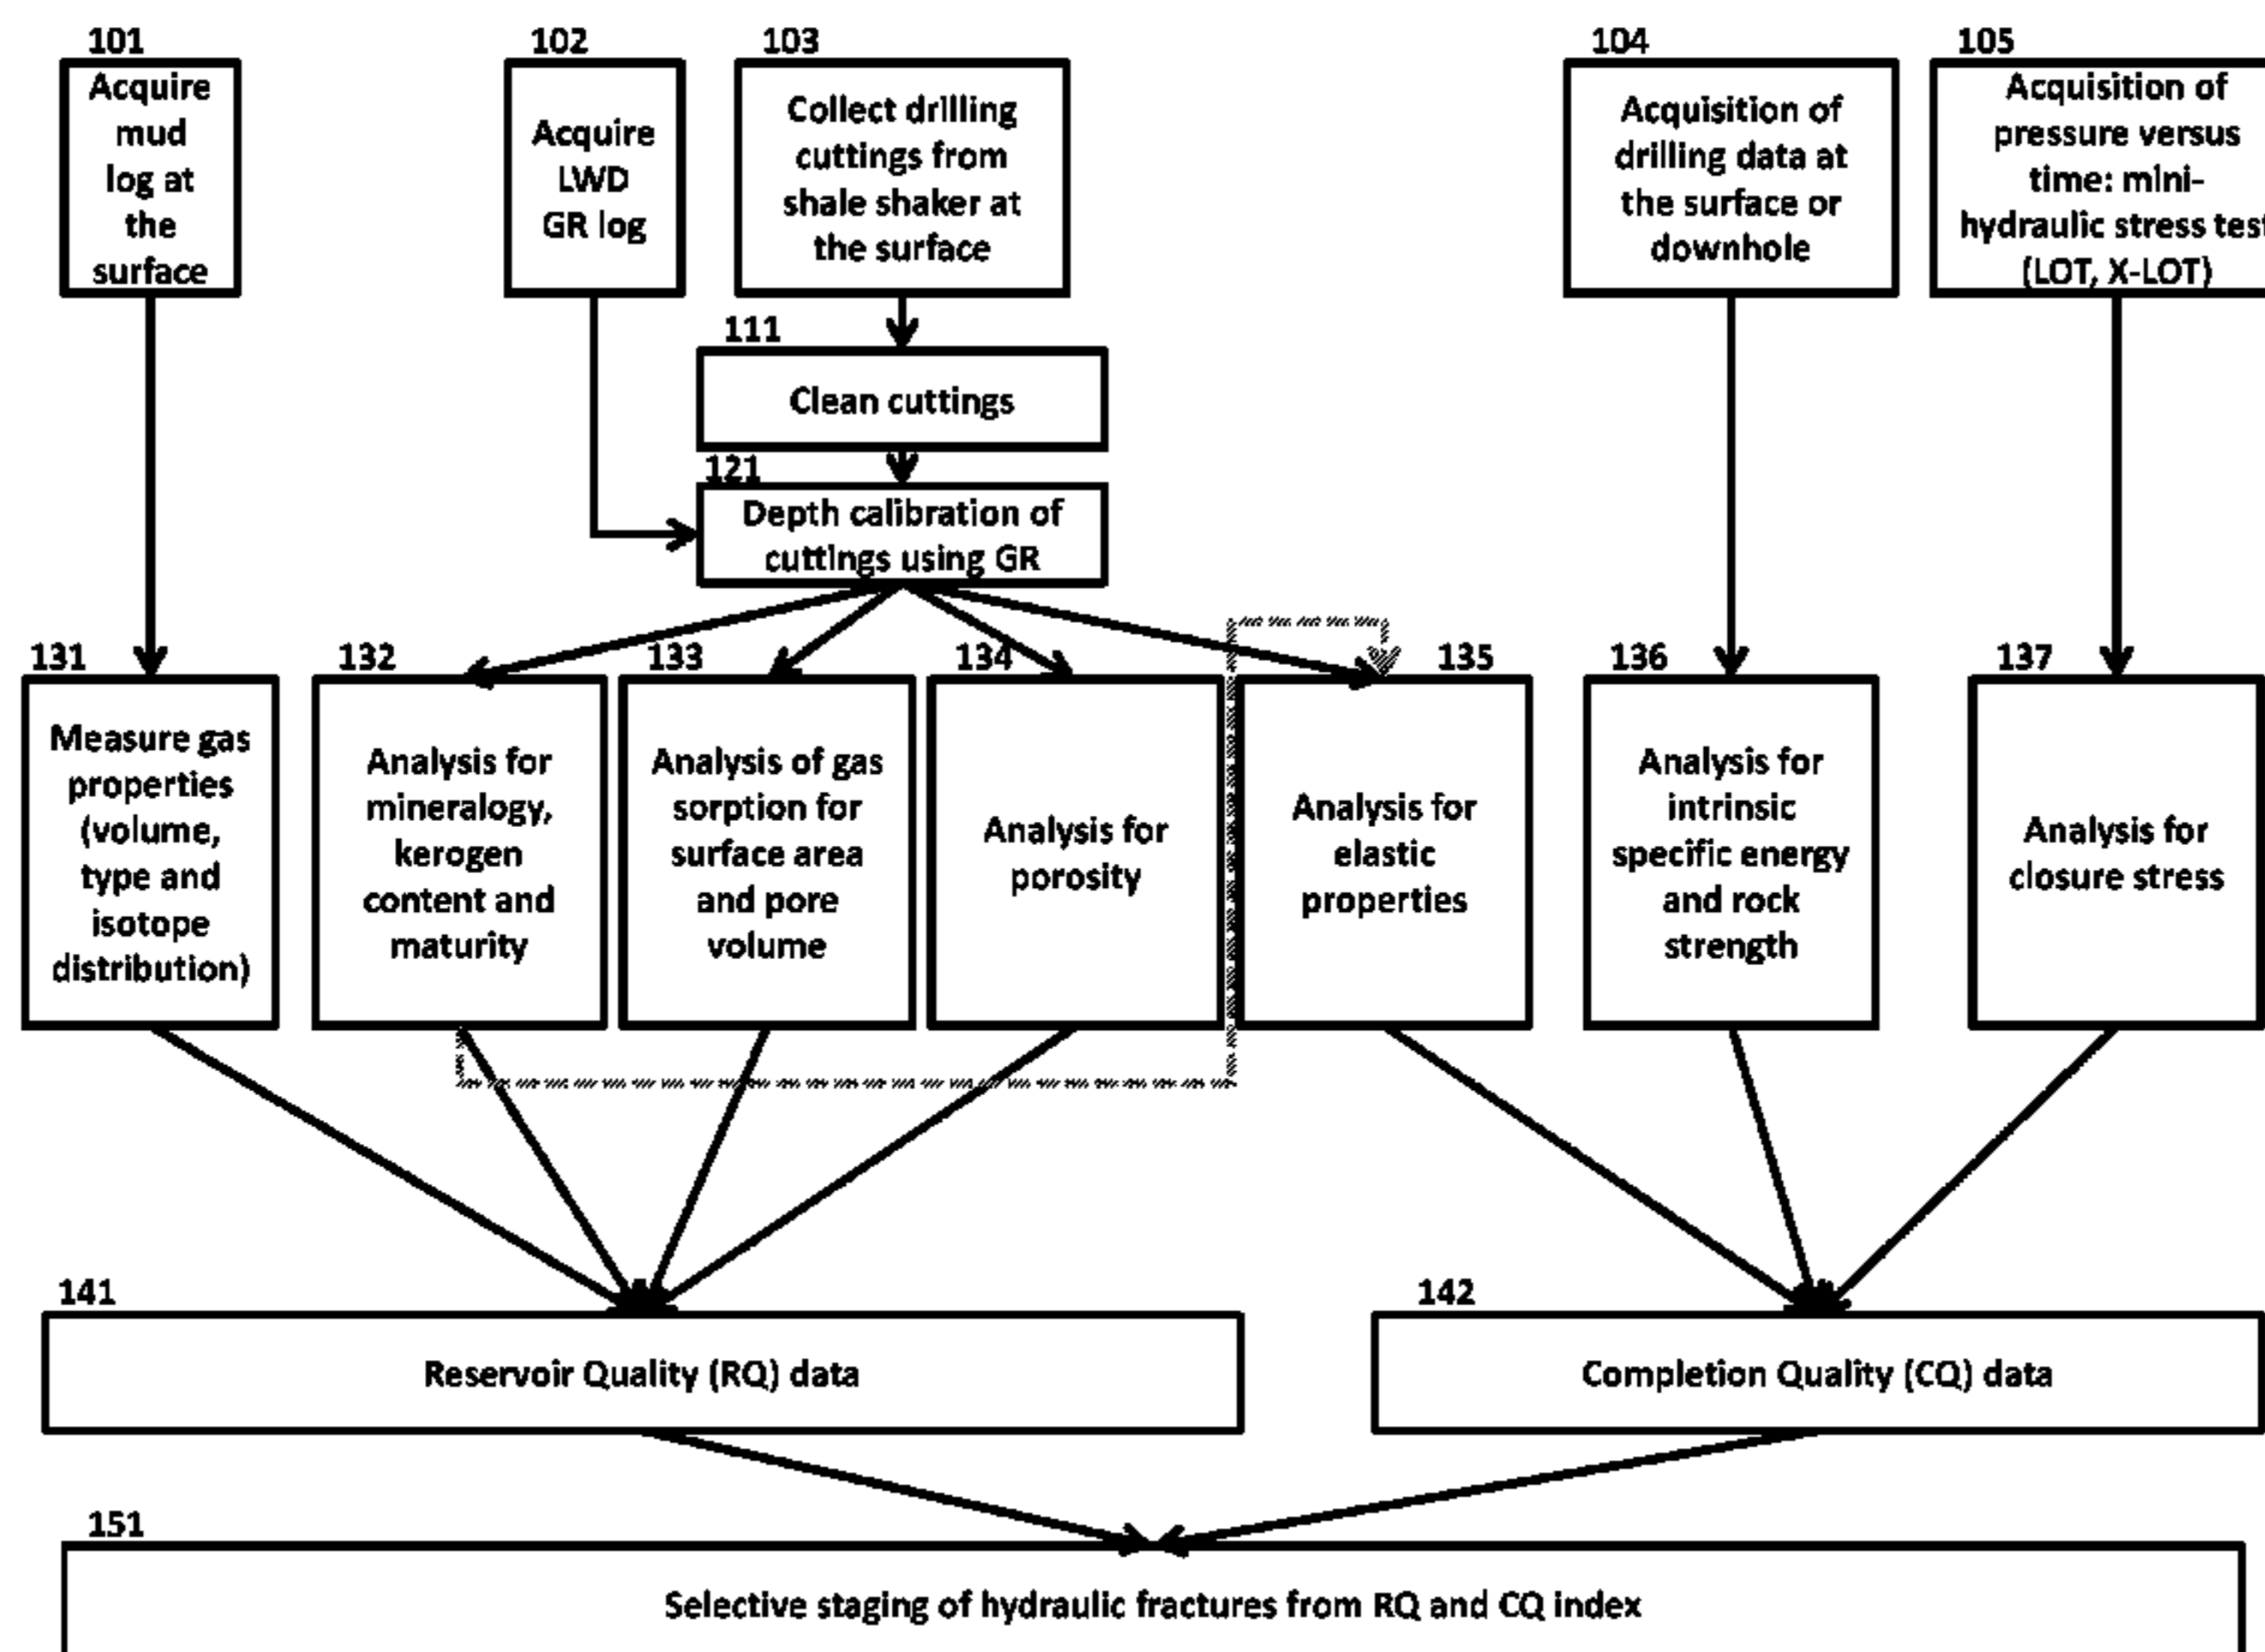 101
Acquire
mud
log at
the
surface
102
Acquire
LWD
GR log
103
Collect drilling
cuttings from
shale shaker at
the surface
104
Acquisition of
drilling data at
the surface or
downhole
105
Acquisition of
pressure versus
time: mini-
hydraulic stress test
(LOT, X-LOT)
111
Clean cuttings
121
Depth calibration of
cuttings using GR
131
Measure gas
properties
(volume,
type and
isotope
distribution)
132
Analysis for
mineralogy,
kerogen
content and
maturity
133
Analysis of gas
sorption for
surface area
and pore
volume
134
Analysis for
porosity
135
Analysis for
elastic
properties
136
Analysis for
intrinsic
specific energy
and rock
strength
137
Analysis for
closure stress
141
Reservoir Quality (RQ) data
142
Completion Quality (CQ) data
151
Selective staging of hydraulic fractures from RQ and CQ index